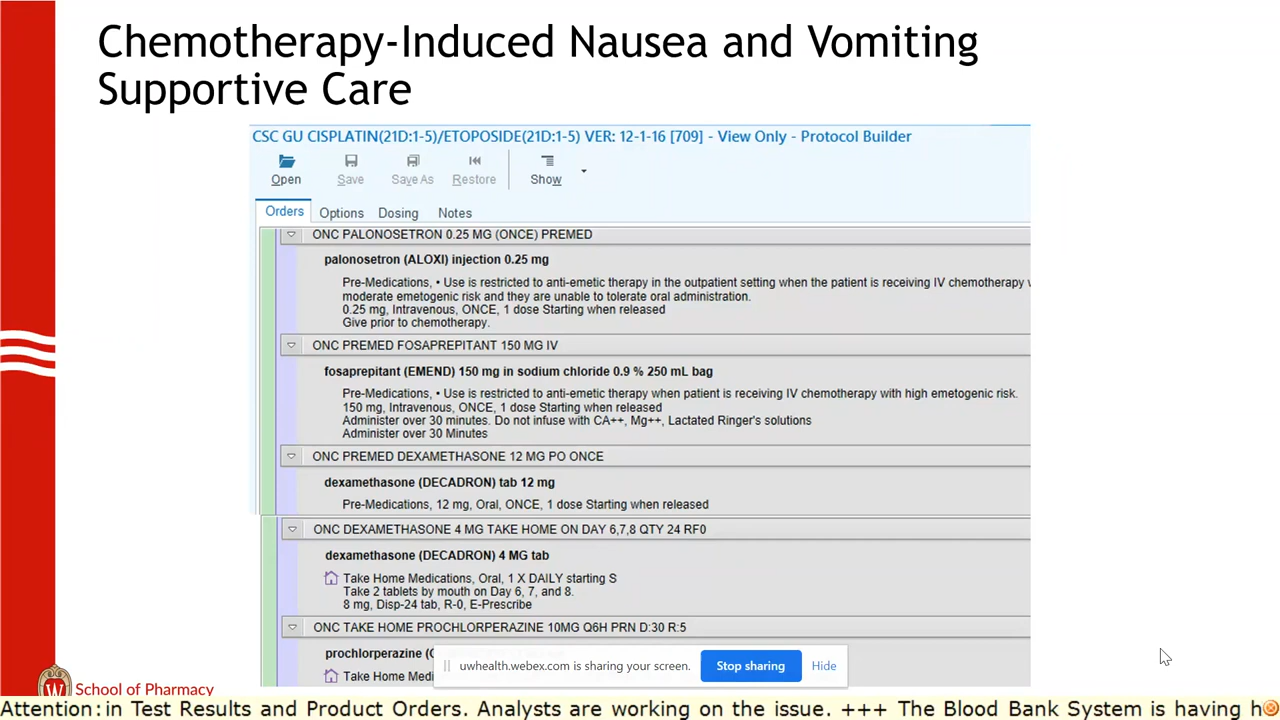 Chemotherapy-Induced Nausea and Vomiting
Supportive Care
CSC GU CISPLATIN(21D:1-5)/ETOPOSIDE(21D:1-5) VER: 12-1-16 [709] - View Only - Protocol Builder
Open Save Save As Restore Show
Orders Options Dosing Notes
ONC PALONOSETRON 0.25 MG (ONCE) PREMED
palonosetron (ALOXI) injection 0.25 mg
Pre-Medications, • Use is restricted to anti-emetic therapy in the outpatient setting when the patient is receiving IV chemotherapy
moderate emetogenic risk and they are unable to tolerate oral administration.
0.25 mg, Intravenous, ONCE, 1 dose Starting when released
Give prior to chemotherapy.
ONC PREMED FOSAPREPITANT 150 MG IV
fosaprepitant (EMEND) 150 mg in sodium chloride 0.9 % 250 mL bag
Pre-Medications, • Use is restricted to anti-emetic therapy when patient is receiving IV chemotherapy with high emetogenic risk.
150 mg, Intravenous, ONCE, 1 dose Starting when released
Administer over 30 minutes. Do not infuse with CA++, Mg++, Lactated Ringer's solutions
Administer over 30 Minutes
ONC PREMED DEXAMETHASONE 12 MG PO ONCE
dexamethasone (DECADRON) tab 12 mg
Pre-Medications, 12 mg, Oral, ONCE, 1 dose Starting when released
ONC DEXAMETHASONE 4 MG TAKE HOME ON DAY 6,7,8 QTY 24 RF0
dexamethasone (DECADRON) 4 MG tab
Take Home Medications, Oral, 1 X DAILY starting S
Take 2 tablets by mouth on Day 6, 7, and 8.
8 mg, Disp-24 tab, R-0, E-Prescribe
ONC TAKE HOME PROCHLORPERAZINE 10MG Q6H PRN D:30 R:5
prochlorperazine (
Take Home Medi
uwhealth.webex.com is sharing your screen. Stop sharing Hide
W School of Pharmacy
Attention: in Test Results and Product Orders. Analysts are working on the issue. +++ The Blood Bank System is having h